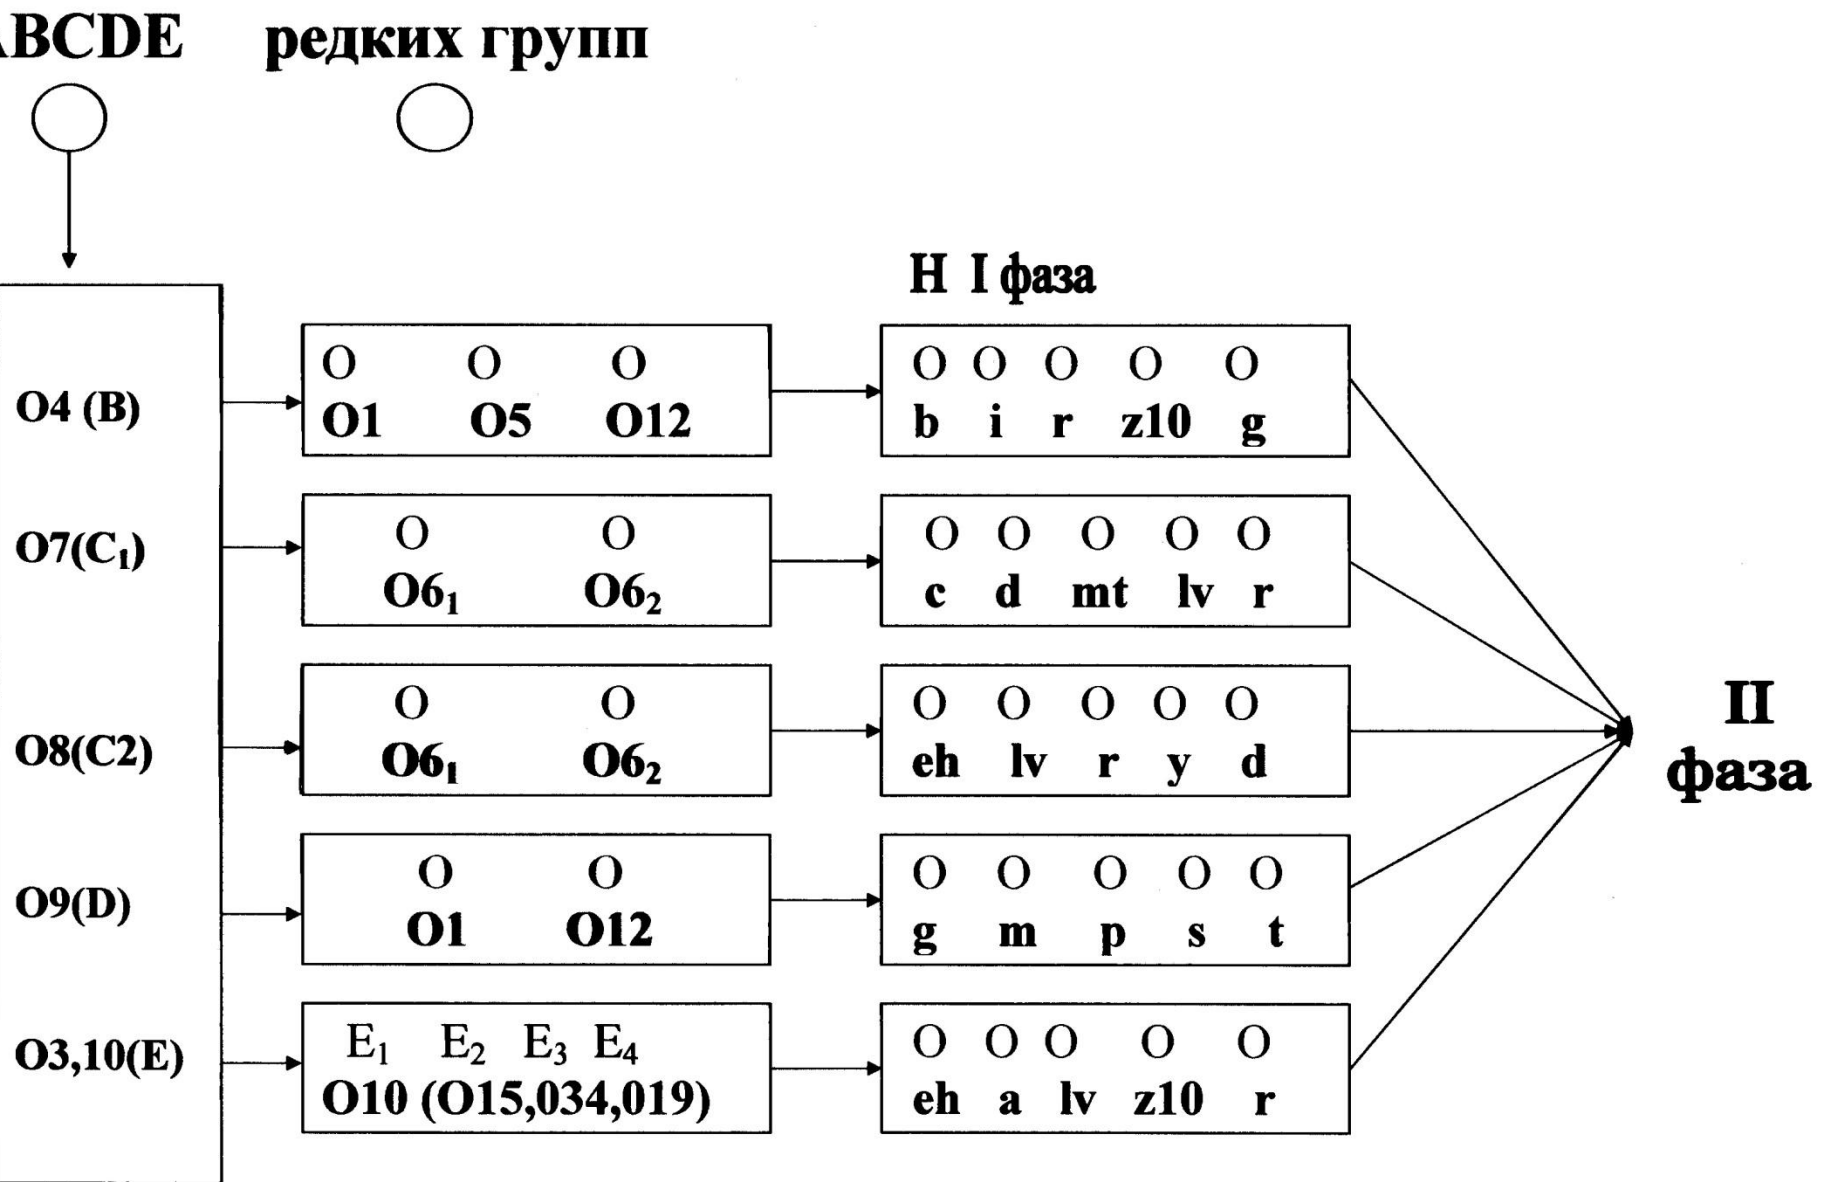 ABCDE редких групп
H I фаза
O4 (B)
O O O
O1 O5 O12
O O O O O
b i r z10 g
O7(C₁)
O O
O6₁ O6₂
O O O O O
c d mt lv r
O8(C2)
O O
O6₁ O6₂
O O O O O
eh lv r y d
O9(D)
O O
O1 O12
O O O O O
g m p s t
O3,10(E)
E₁ E₂ E₃ E₄
O10 (O15,034,019)
O O O O O
eh a lv z10 r
II
фаза